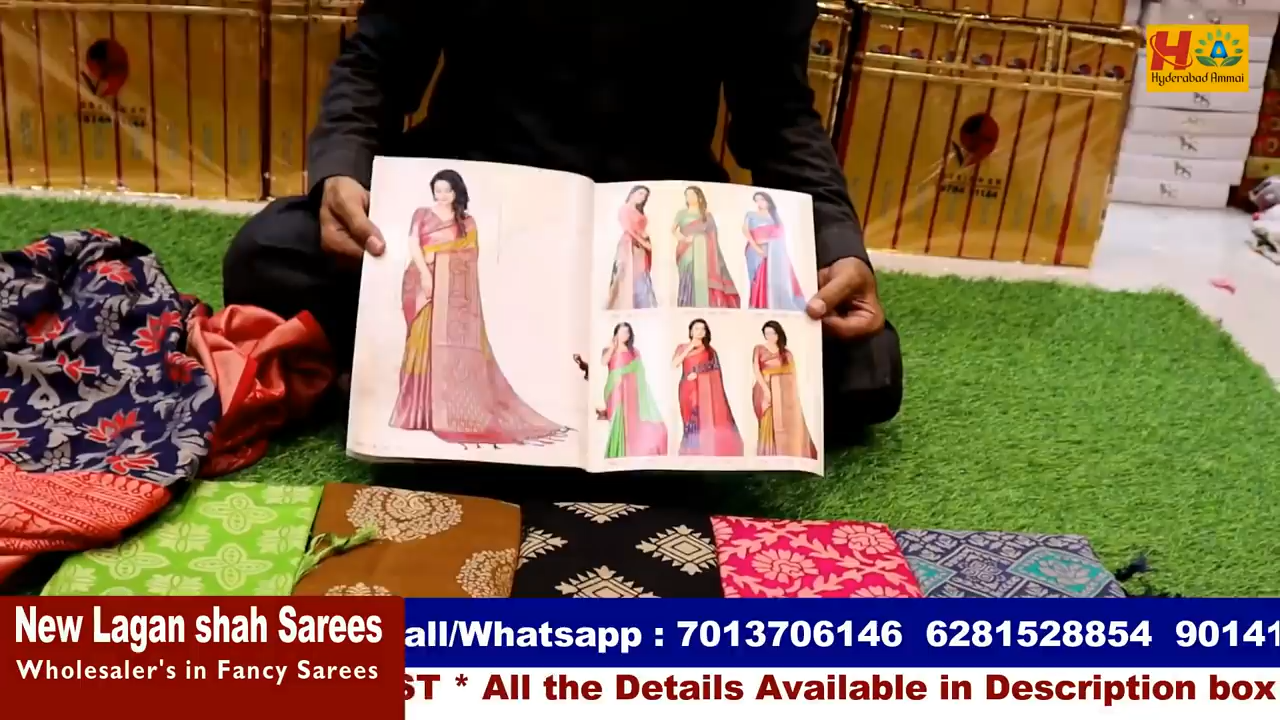 H A
Hyderabad Ammai
New Lagan shah Sarees
Wholesaler's in Fancy Sarees
all/Whatsapp : 7013706146 6281528854 90141
ST * All the Details Available in Description box